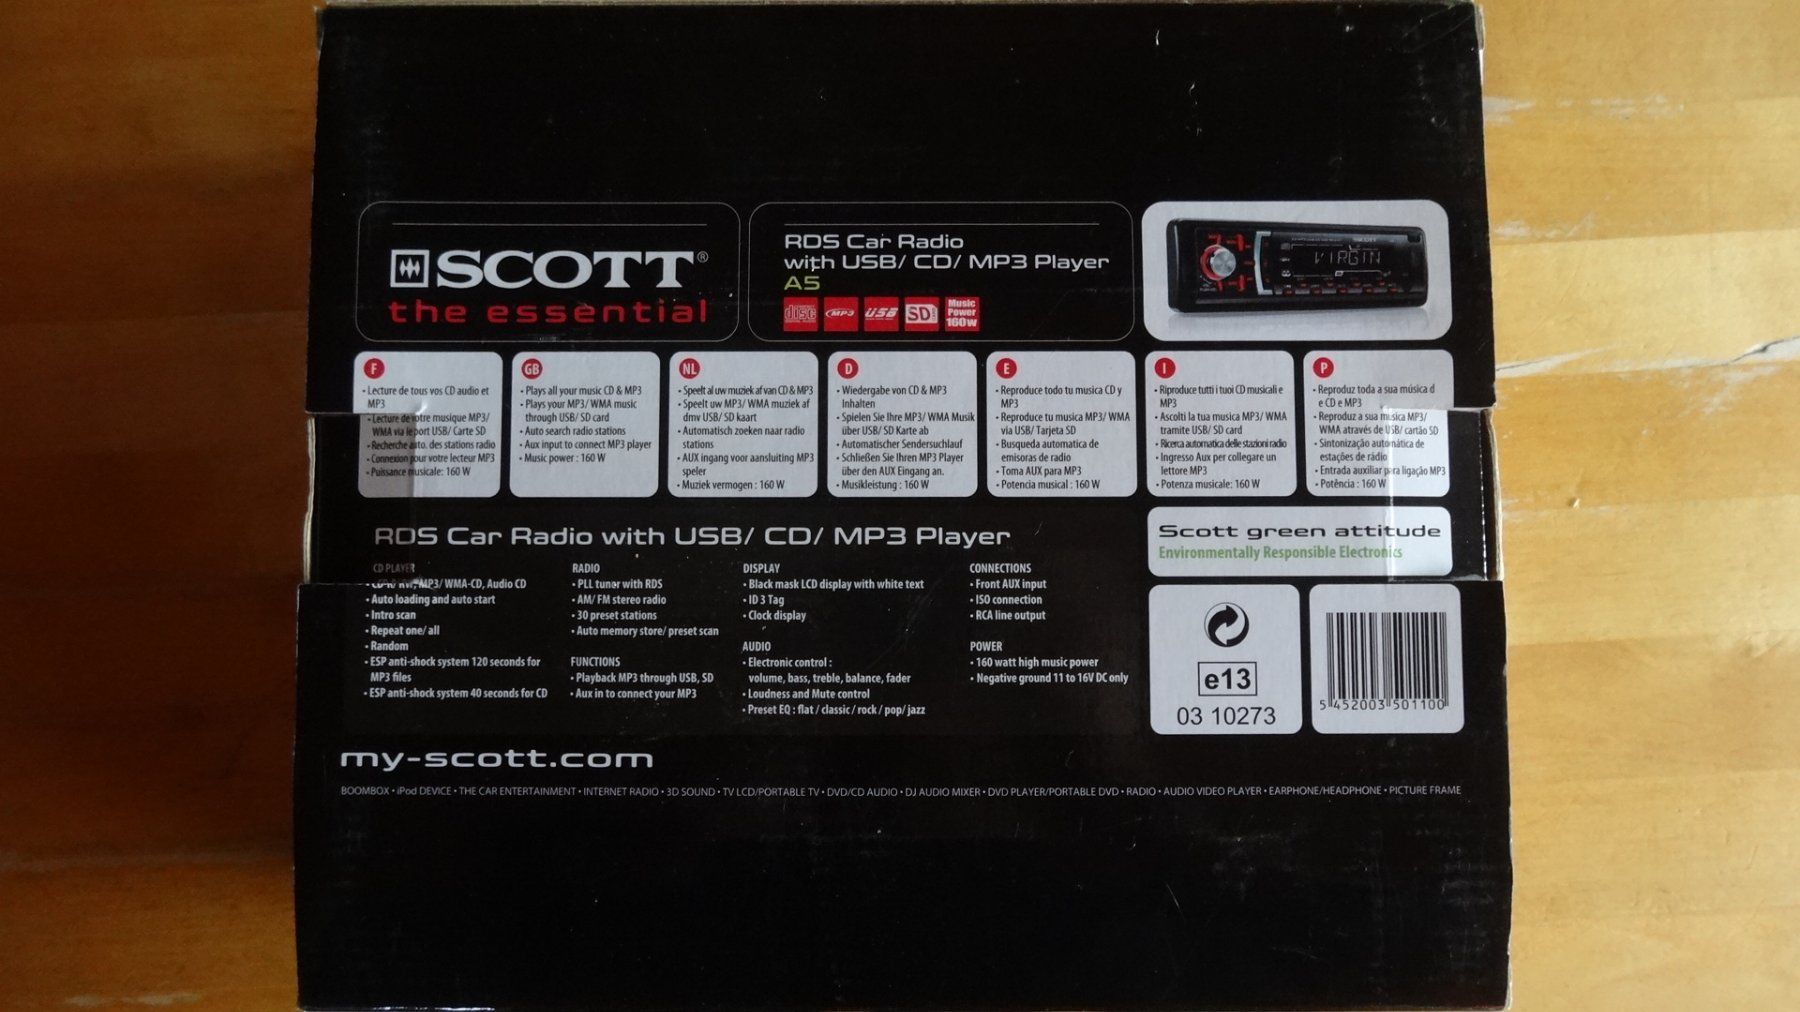 SCOTT®
the essential
RDS Car Radio
with USB/ CD/ MP3 Player
A5
disc
MP3
USB
SD
Music
Power
160w
SCOTT
VIRGIN
F
• Lecture de tous vos CD audio et
MP3
• Lecture de votre musique MP3/
WMA via le port USB/ Carte SD
• Recherche auto. des stations radio
• Connexion pour votre lecteur MP3
• Puissance musicale: 160 W
GB
• Plays all your music CD & MP3
• Plays your MP3/ WMA music
through USB/ SD card
• Auto search radio stations
• Aux input to connect MP3 player
• Music power : 160 W
NL
• Speelt al uw muziek af van CD & MP3
• Speelt uw MP3/ WMA muziek af
dmv USB/ SD kaart
• Automatisch zoeken naar radio
stations
• AUX ingang voor aansluiting MP3
speler
• Muziek vermogen : 160 W
D
• Wiedergabe von CD & MP3
Inhalten
• Spielen Sie Ihre MP3/ WMA Musik
über USB/ SD Karte ab
• Automatischer Sendersuchlauf
• Schließen Sie Ihren MP3 Player
über den AUX Eingang an.
• Musikleistung : 160 W
E
• Reproduce todo tu musica CD y
MP3
• Reproduce tu musica MP3/ WMA
via USB/ Tarjeta SD
• Busqueda automatica de
emisoras de radio
• Toma AUX para MP3
• Potencia musical : 160 W
I
• Riproduce tutti i tuoi CD musicali e
MP3
• Ascolti la tua musica MP3/ WMA
tramite USB/ SD card
• Ricerca automatica delle stazioni radio
• Ingresso Aux per collegare un
lettore MP3
• Potenza musicale: 160 W
P
• Reproduz toda a sua música d
e CD e MP3
• Reproduz a sua musica MP3/
WMA através de USB/ cartão SD
• Sintonização automática de
estações de rádio
• Entrada auxiliar para ligação MP3
• Potência : 160 W
RDS Car Radio with USB/ CD/ MP3 Player
CD PLAYER
MP3/ WMA-CD, Audio CD
• Auto loading and auto start
• Intro scan
• Repeat one/ all
• Random
• ESP anti-shock system 120 seconds for
MP3 files
• ESP anti-shock system 40 seconds for CD
RADIO
• PLL tuner with RDS
• AM/ FM stereo radio
• 30 preset stations
• Auto memory store/ preset scan
FUNCTIONS
• Playback MP3 through USB, SD
• Aux in to connect your MP3
DISPLAY
• Black mask LCD display with white text
• ID 3 Tag
• Clock display
AUDIO
• Electronic control :
volume, bass, treble, balance, fader
• Loudness and Mute control
• Preset EQ : flat / classic / rock / pop/ jazz
CONNECTIONS
• Front AUX input
• ISO connection
• RCA line output
POWER
• 160 watt high music power
• Negative ground 11 to 16V DC only
Scott green attitude
Environmentally Responsible Electronics
e13
03 10273
5 452003 501100
my-scott.com
BOOMBOX • iPod DEVICE • THE CAR ENTERTAINMENT • INTERNET RADIO • 3D SOUND • TV LCD/PORTABLE TV • DVD/CD AUDIO • DJ AUDIO MIXER • DVD PLAYER/PORTABLE DVD • RADIO • AUDIO VIDEO PLAYER • EARPHONE/HEADPHONE • PICTURE FRAME